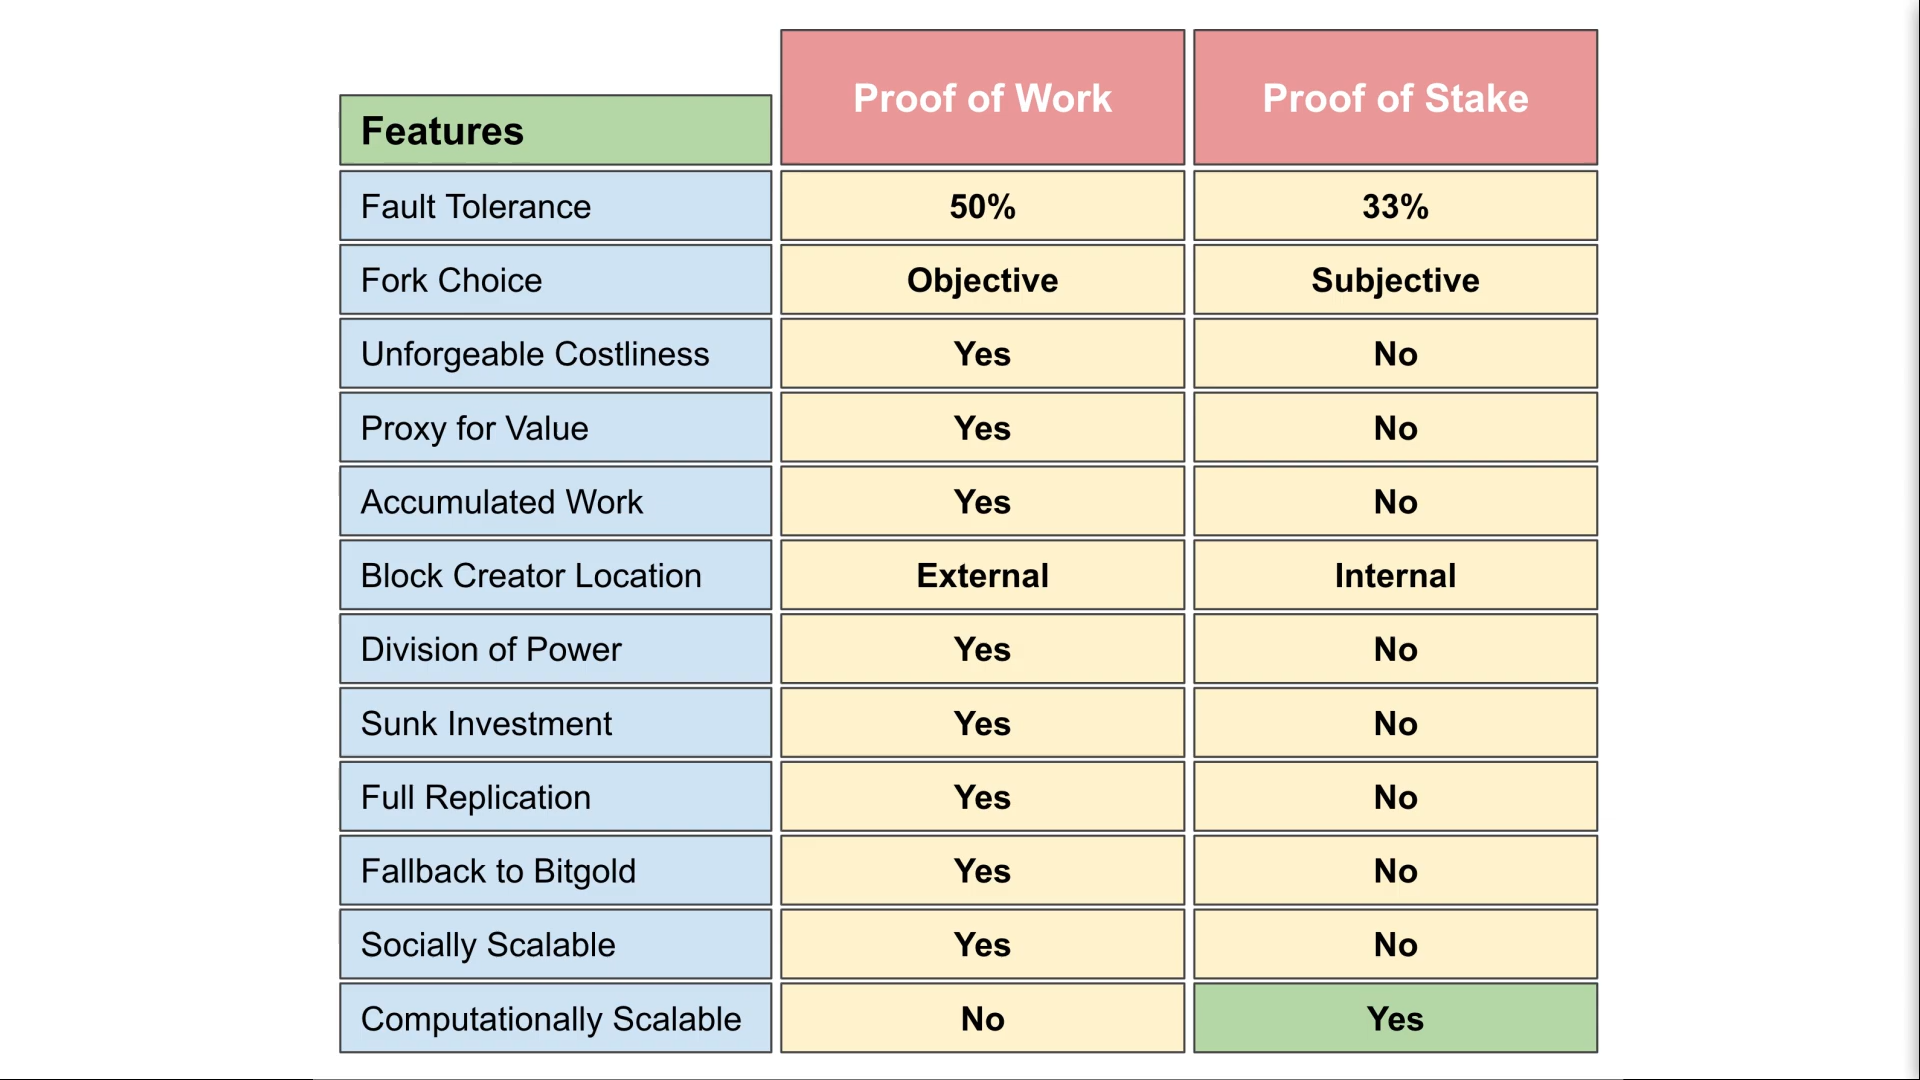 Proof of Work Proof of Stake
Features
Fault Tolerance 50% 33%
Fork Choice Objective Subjective
Unforgeable Costliness Yes No
Proxy for Value Yes No
Accumulated Work Yes No
Block Creator Location External Internal
Division of Power Yes No
Sunk Investment Yes No
Full Replication Yes No
Fallback to Bitgold Yes No
Socially Scalable Yes No
Computationally Scalable No Yes